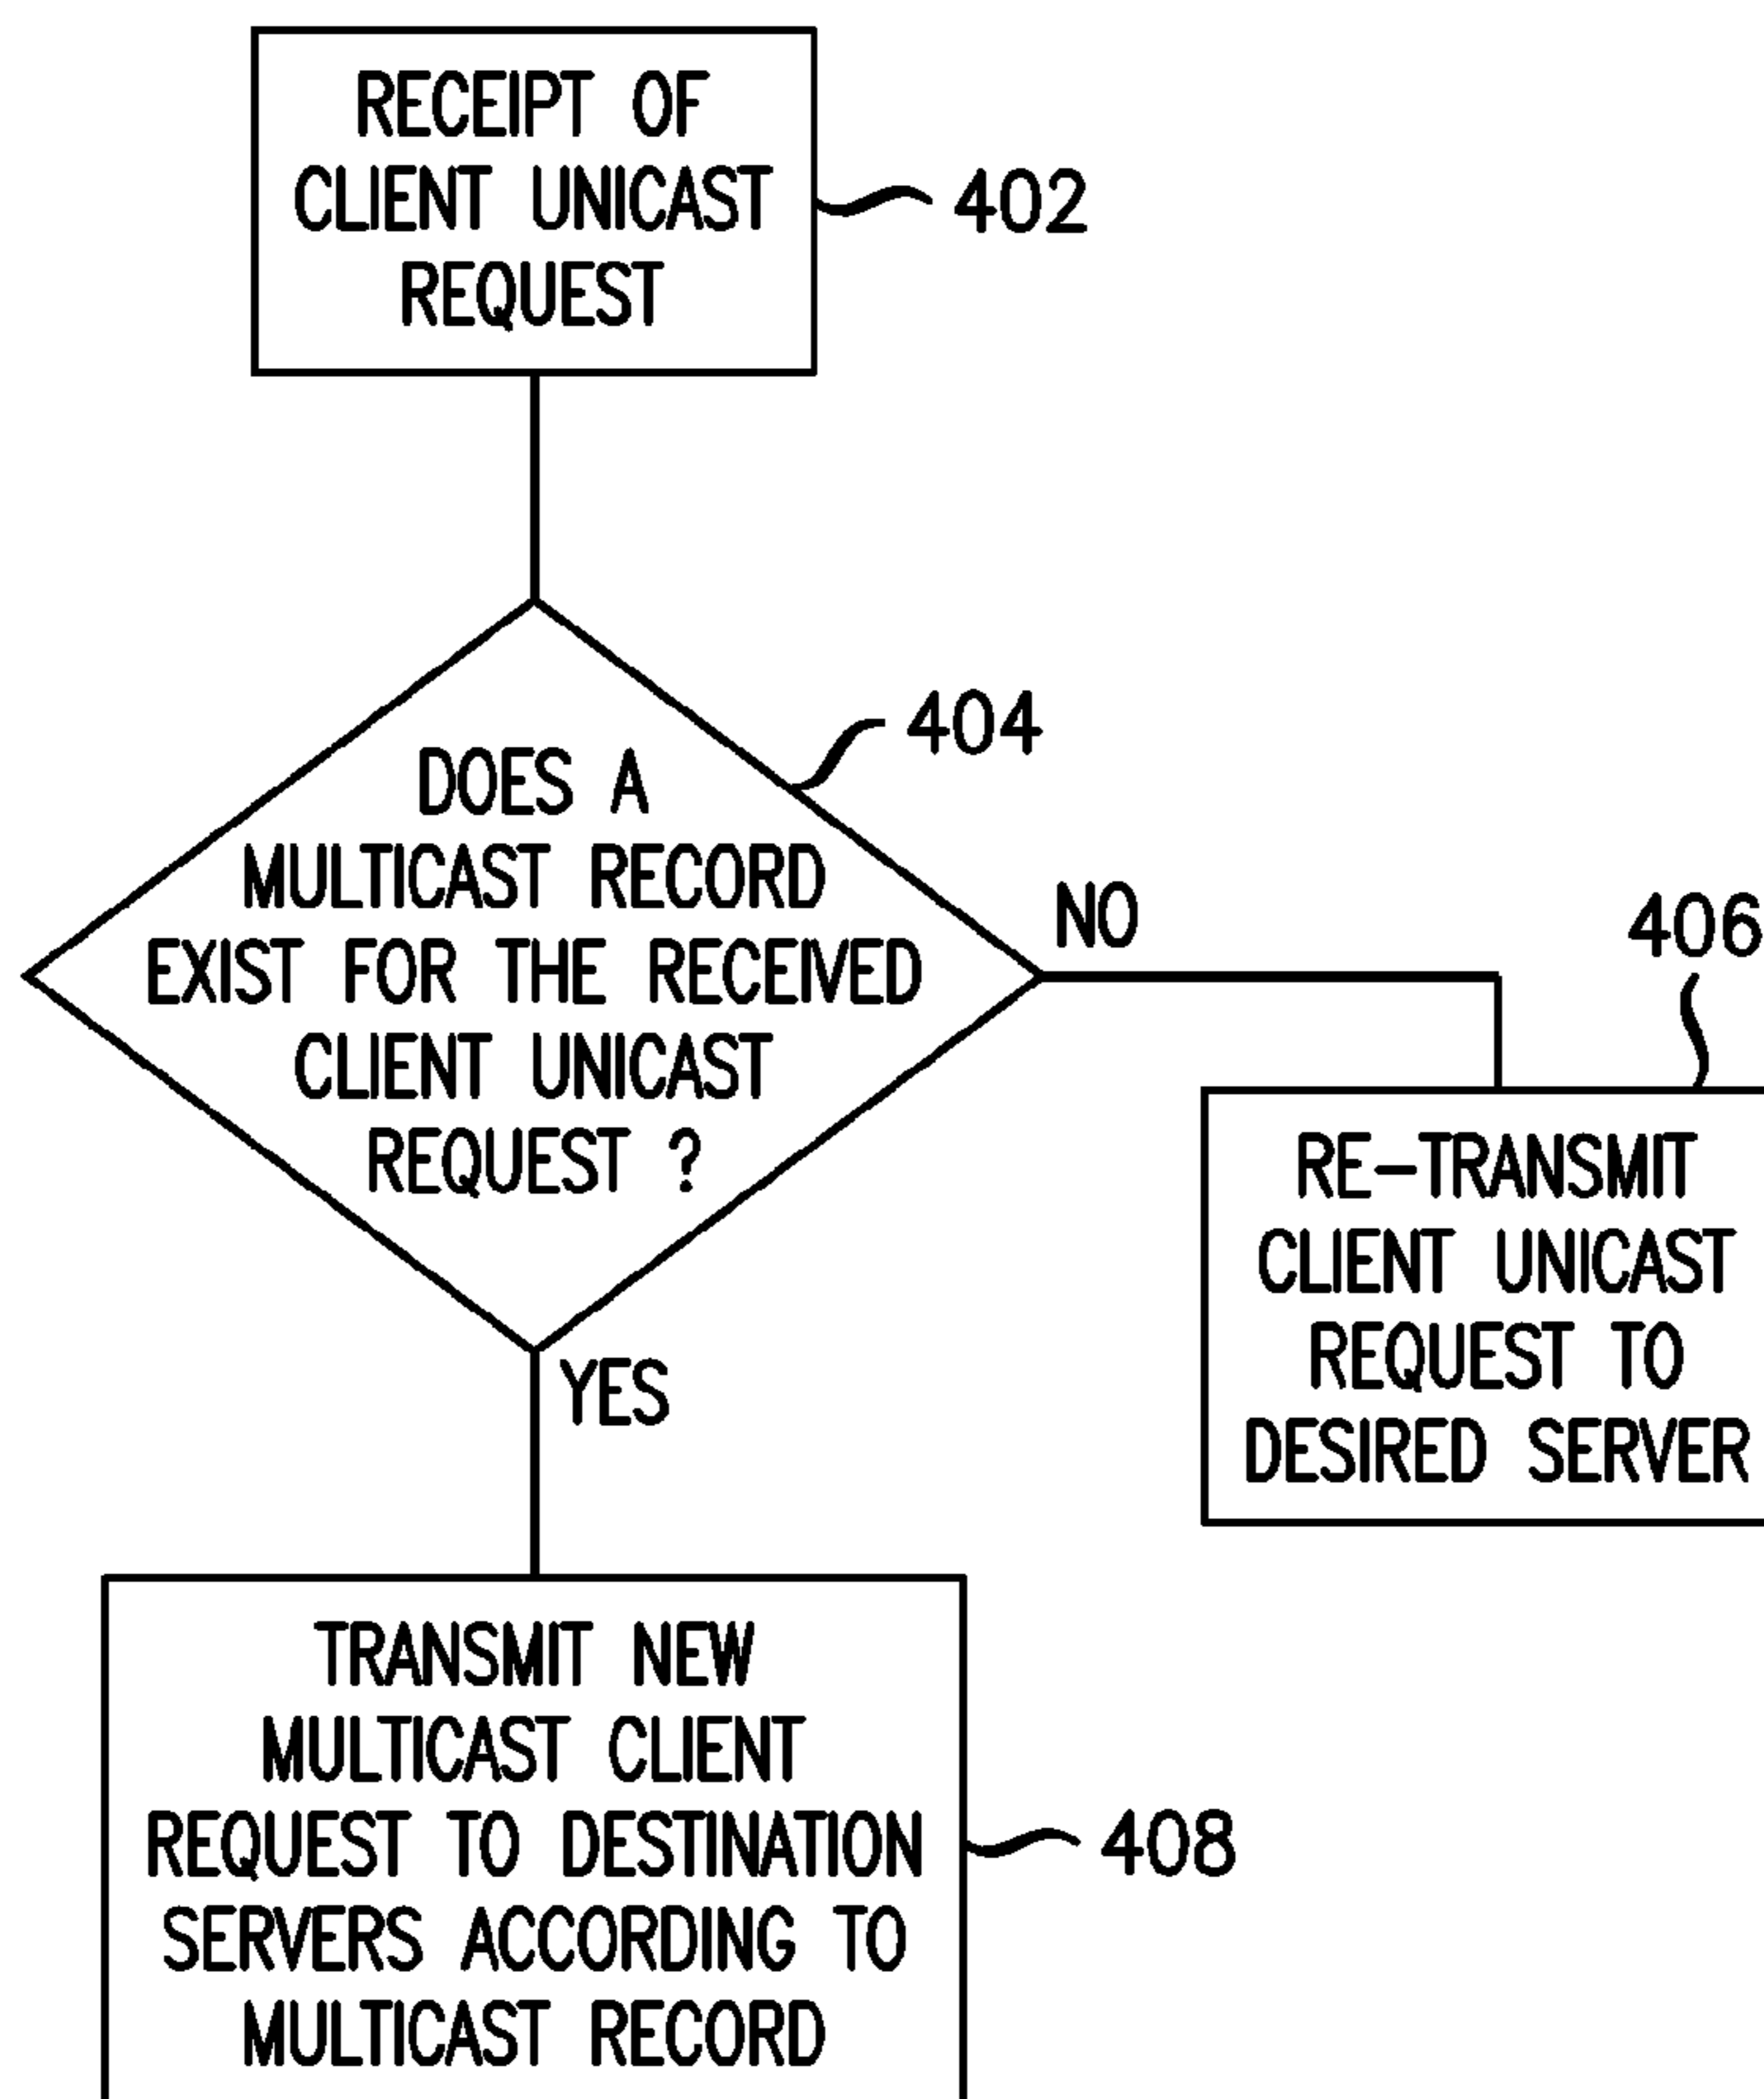 RECEIPT OF
CLIENT UNICAST
REQUEST
402
404
DOES A
MULTICAST RECORD
EXIST FOR THE RECEIVED
CLIENT UNICAST
REQUEST ?
NO
406
RE-TRANSMIT
CLIENT UNICAST
REQUEST TO
DESIRED SERVER
YES
TRANSMIT NEW
MULTICAST CLIENT
REQUEST TO DESTINATION
SERVERS ACCORDING TO
MULTICAST RECORD
408